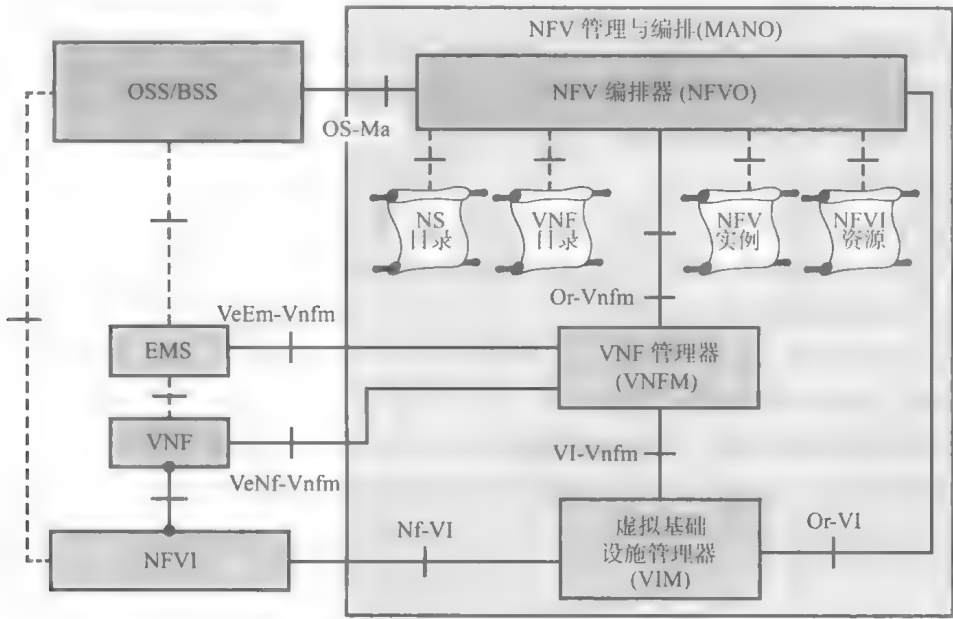 NFV 管理与编排(MANO)
OSS/BSS
NFV 编排器 (NFVO)
OS-Ma
NS
目录
VNF
目录
NFV
实例
NFVI
资源
Or-Vnfm
VeEm-Vnfm
EMS
VNF 管理器
(VNFM)
VNF
VeNf-Vnfm
VI-Vnfm
Nf-VI
虚拟基础
设施管理器
(VIM)
Or-VI
NFVI